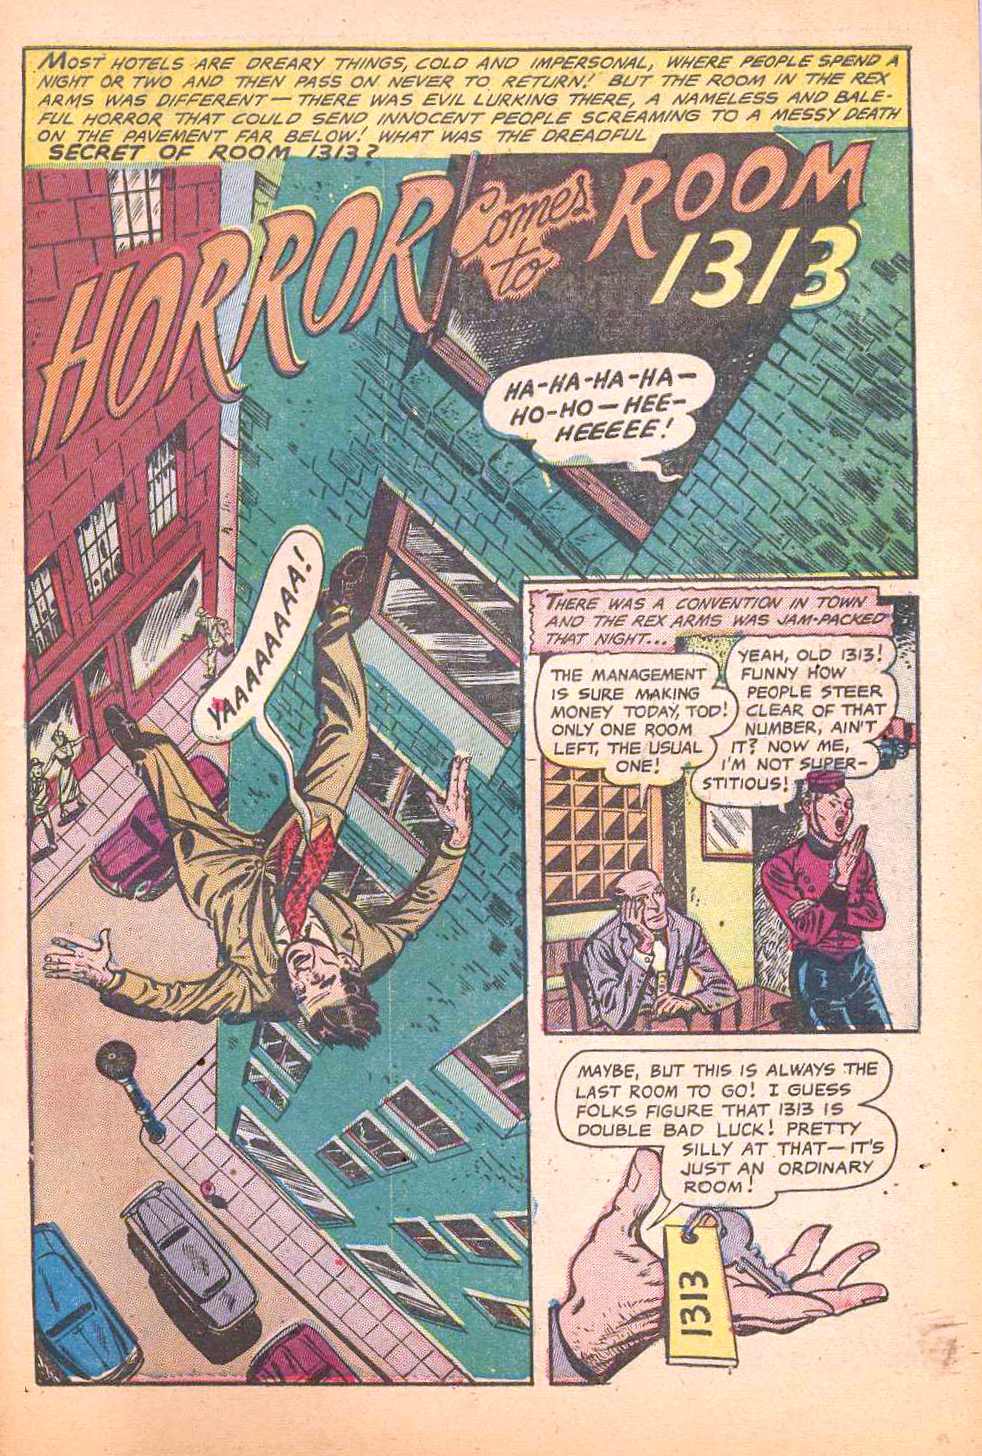 MOST HOTELS ARE DREARY THINGS, COLD AND IMPERSONAL, WHERE PEOPLE SPEND A
NIGHT OR TWO AND THEN PASS ON NEVER TO RETURN! BUT THE ROOM IN THE REX
ARMS WAS DIFFERENT — THERE WAS EVIL LURKING THERE, A NAMELESS AND BALE-
FUL HORROR THAT COULD SEND INNOCENT PEOPLE SCREAMING TO A MESSY DEATH
ON THE PAVEMENT FAR BELOW! WHAT WAS THE DREADFUL
SECRET OF ROOM 1313?
HORROR Comes ROOM
to 1313
HA-HA-HA-HA—
HO-HO—HEE-
HEEEEE!
YAAAAAAAA!
THERE WAS A CONVENTION IN TOWN
AND THE REX ARMS WAS JAM-PACKED
THAT NIGHT...
THE MANAGEMENT
IS SURE MAKING
MONEY TODAY, TOD!
ONLY ONE ROOM
LEFT, THE USUAL
ONE!
YEAH, OLD 1313!
FUNNY HOW
PEOPLE STEER
CLEAR OF THAT
NUMBER, AIN'T
IT? NOW ME,
I'M NOT SUPER-
STITIOUS!
MAYBE, BUT THIS IS ALWAYS THE
LAST ROOM TO GO! I GUESS
FOLKS FIGURE THAT 1313 IS
DOUBLE BAD LUCK! PRETTY
SILLY AT THAT—IT'S
JUST AN ORDINARY
ROOM!
1313